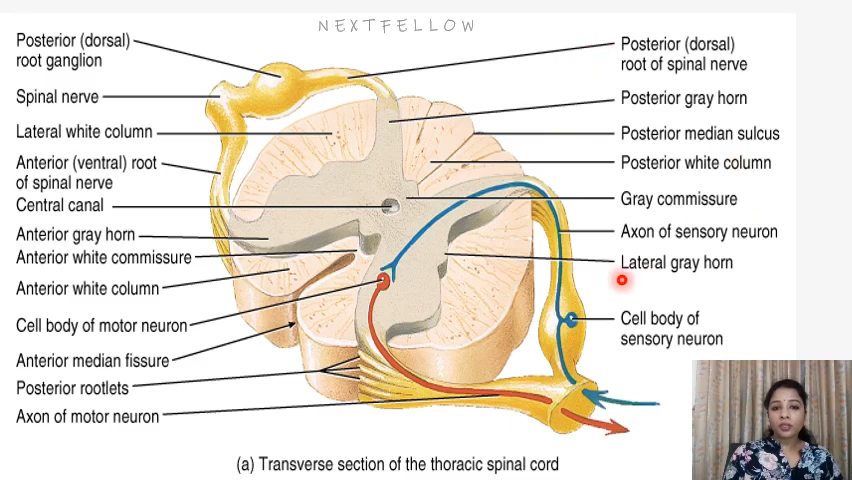 NEXTFELLOW
Posterior (dorsal)
root ganglion
Spinal nerve
Lateral white column
Anterior (ventral) root
of spinal nerve
Central canal
Anterior gray horn
Anterior white commissure
Anterior white column
Cell body of motor neuron
Anterior median fissure
Posterior rootlets
Axon of motor neuron
Posterior (dorsal)
root of spinal nerve
Posterior gray horn
Posterior median sulcus
Posterior white column
Gray commissure
Axon of sensory neuron
Lateral gray horn
Cell body of
sensory neuron
(a) Transverse section of the thoracic spinal cord